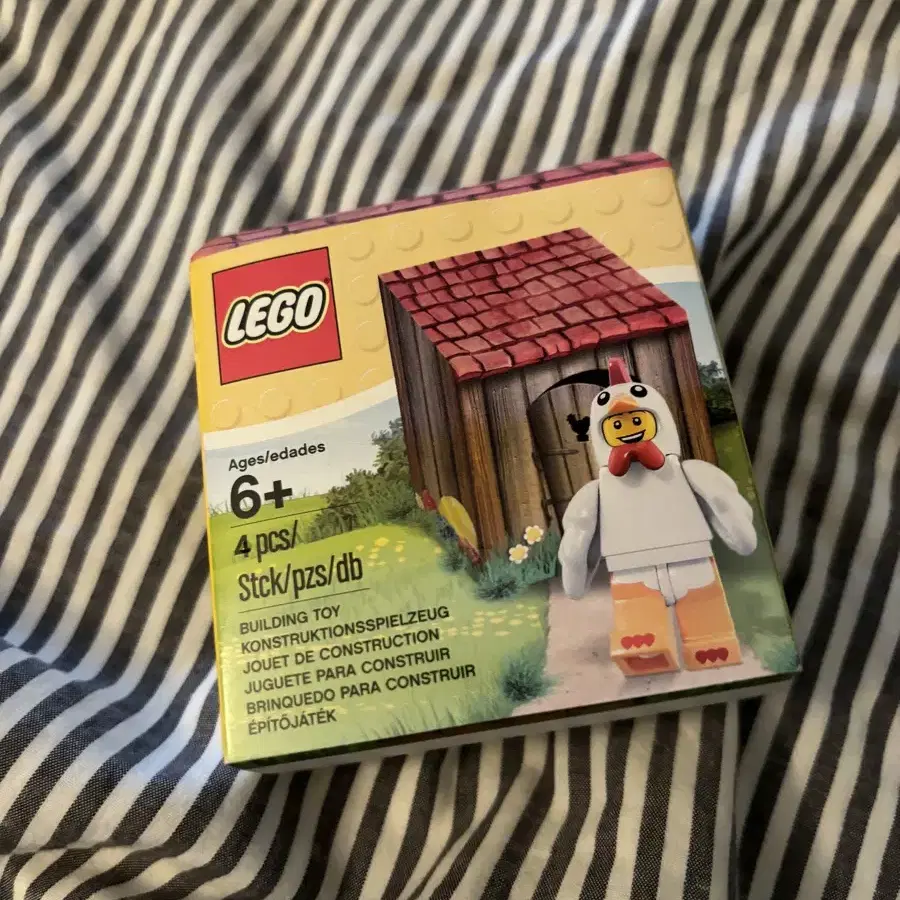 LEGO
Ages/edades
6+
4 pcs/
Stck/pzs/db
BUILDING TOY
KONSTRUKTIONSSPIELZEUG
JOUET DE CONSTRUCTION
JUGUETE PARA CONSTRUIR
BRINQUEDO PARA CONSTRUIR
ÉPÍTŐJÁTÉK